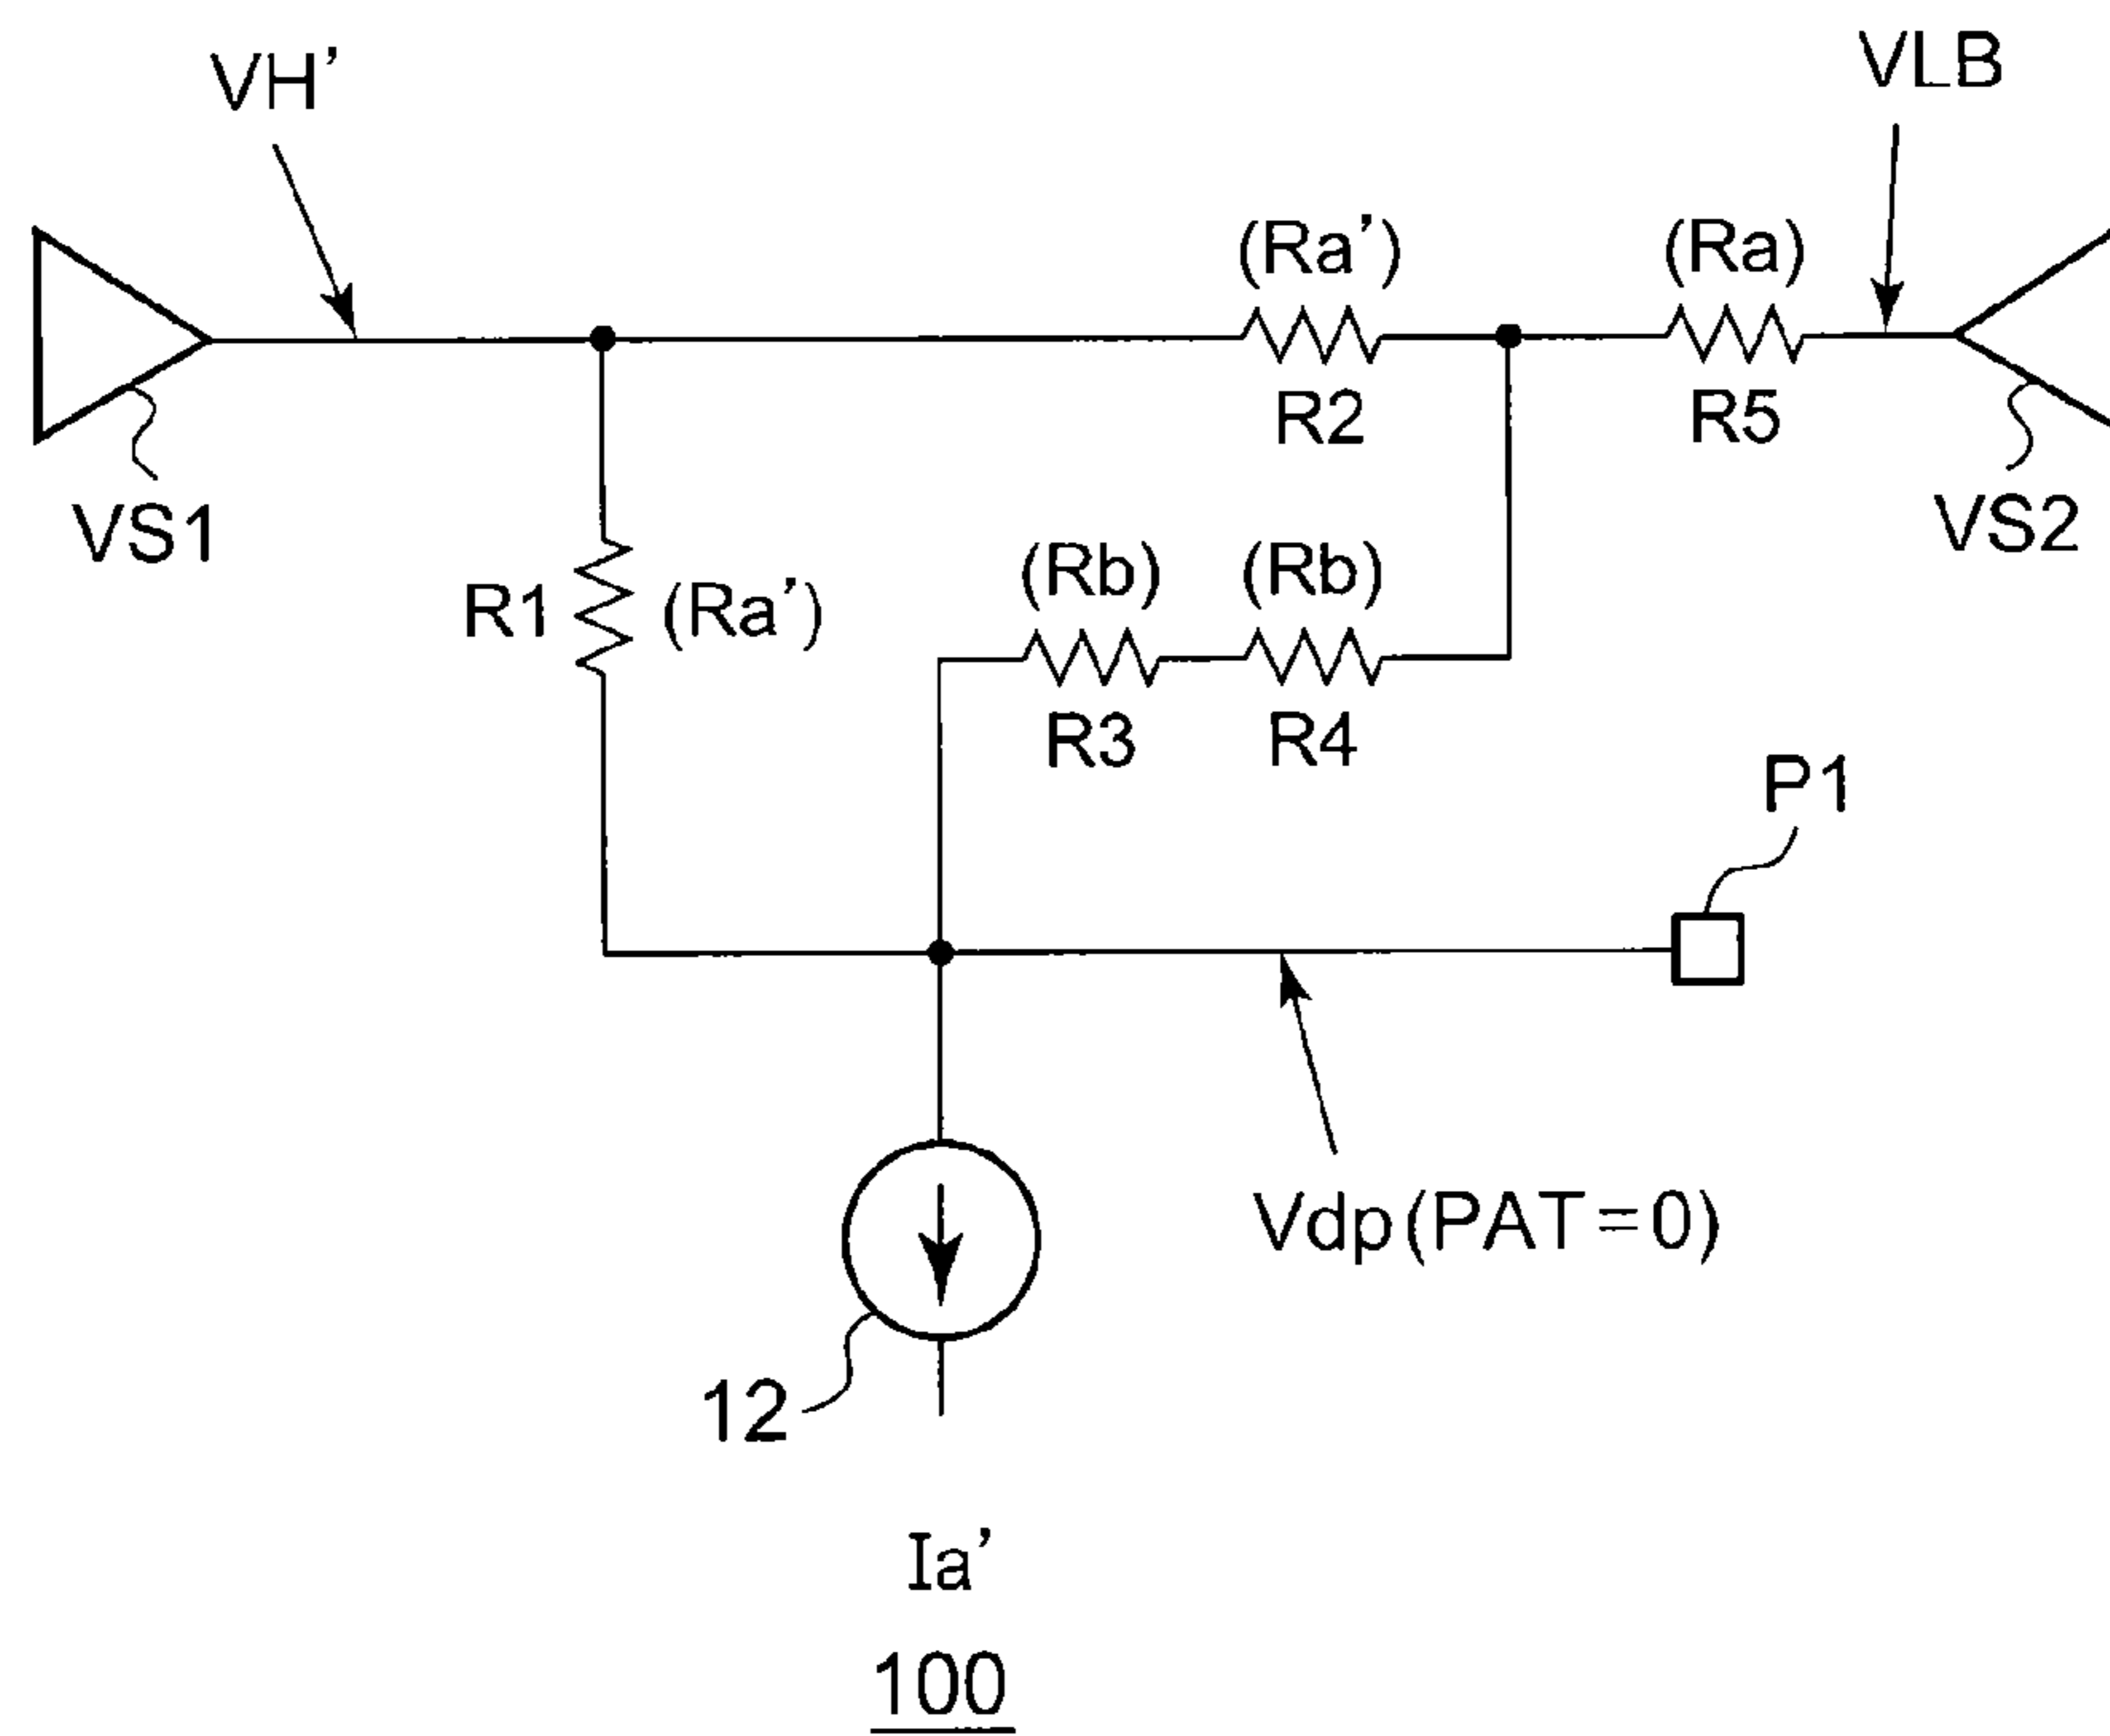 VH’
VLB
(Ra’)
(Ra)
R2
R5
VS1
VS2
R1
(Ra’)
(Rb)
(Rb)
R3
R4
P1
Vdp(PAT=0)
12
Ia’
100